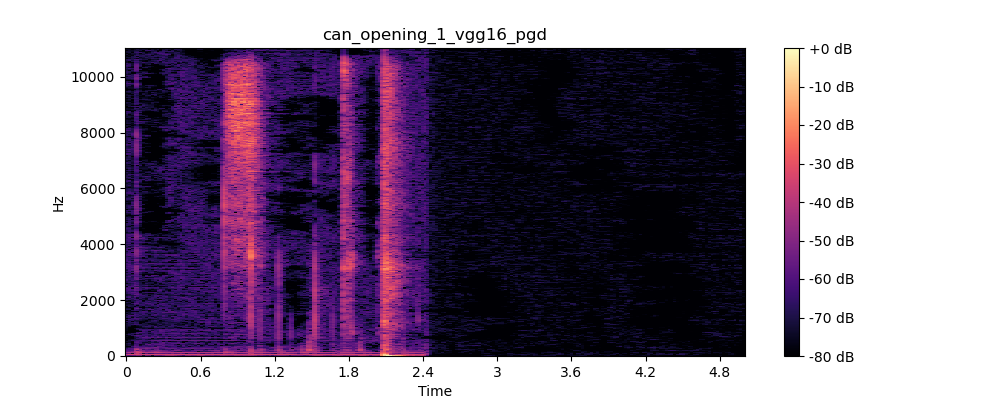 can_opening_1_vgg16_pgd
Hz
10000
8000
6000
4000
2000
0
0 0.6 1.2 1.8 2.4 3 3.6 4.2 4.8
Time
+0 dB
-10 dB
-20 dB
-30 dB
-40 dB
-50 dB
-60 dB
-70 dB
-80 dB